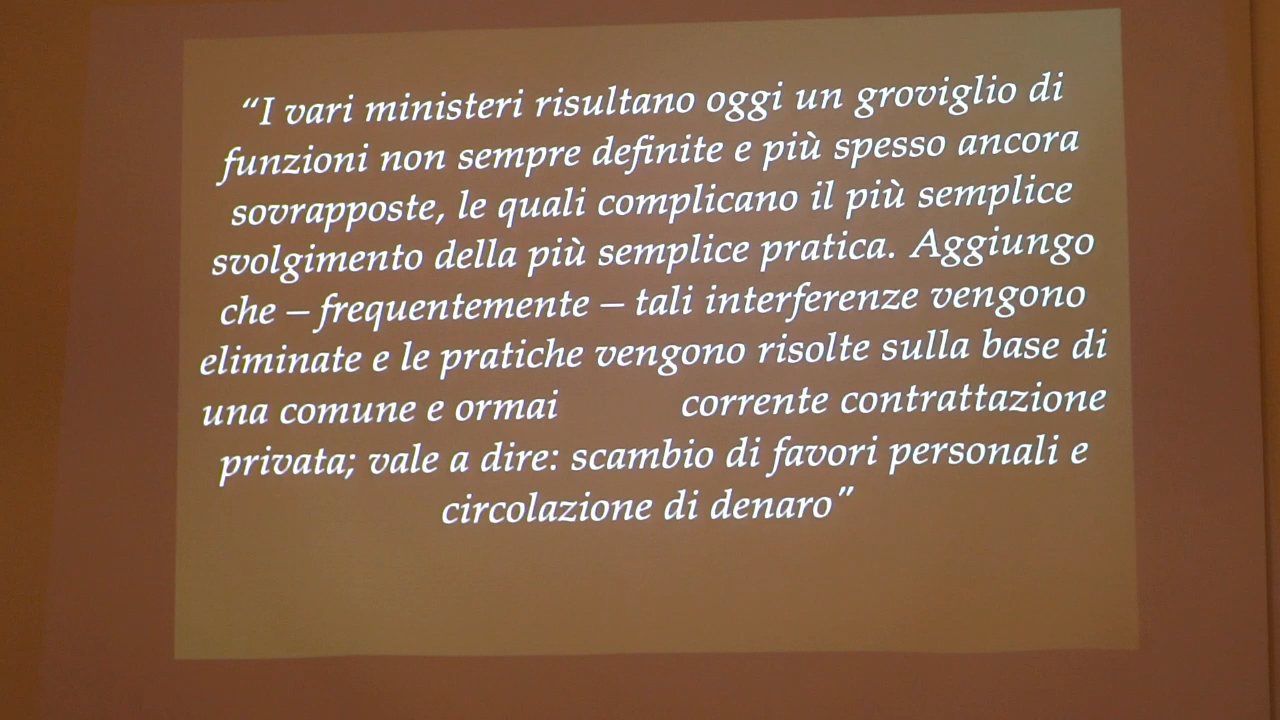 “I vari ministeri risultano oggi un groviglio di
funzioni non sempre definite e più spesso ancora
sovrapposte, le quali complicano il più semplice
svolgimento della più semplice pratica. Aggiungo
che – frequentemente – tali interferenze vengono
eliminate e le pratiche vengono risolte sulla base di
una comune e ormai corrente contrattazione
privata; vale a dire: scambio di favori personali e
circolazione di denaro”